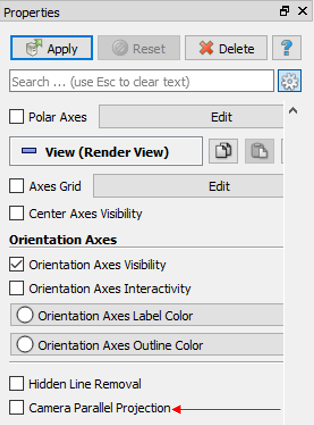 Properties
Apply Reset Delete ?
Search ... (use Esc to clear text)
Polar Axes Edit
View (Render View)
Axes Grid Edit
Center Axes Visibility
Orientation Axes
Orientation Axes Visibility
Orientation Axes Interactivity
Orientation Axes Label Color
Orientation Axes Outline Color
Hidden Line Removal
Camera Parallel Projection